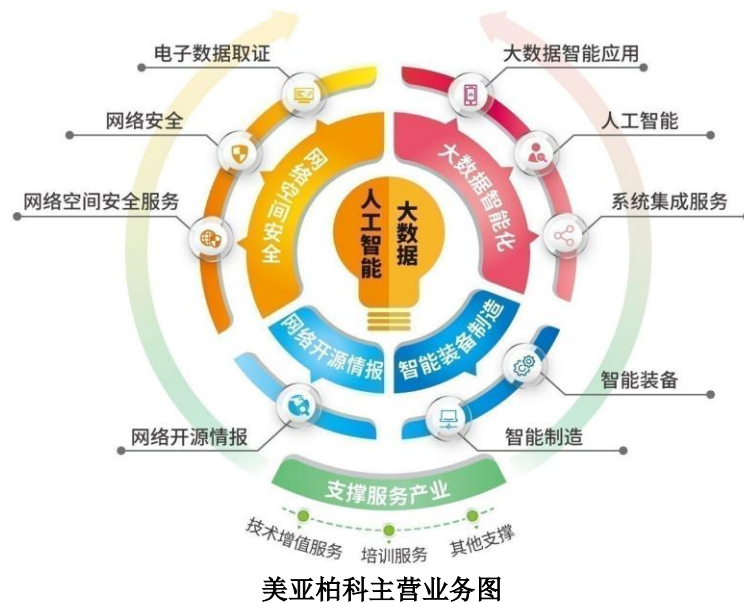 电子数据取证
大数据智能应用
网络安全
人工智能
网络空间安全服务
系统集成服务
网络空间安全
大数据智能化
人工智能
大数据
网络开源情报
智能装备制造
智能装备
网络开源情报
智能制造
支撑服务产业
技术增值服务
培训服务
其他支撑
美亚柏科主营业务图